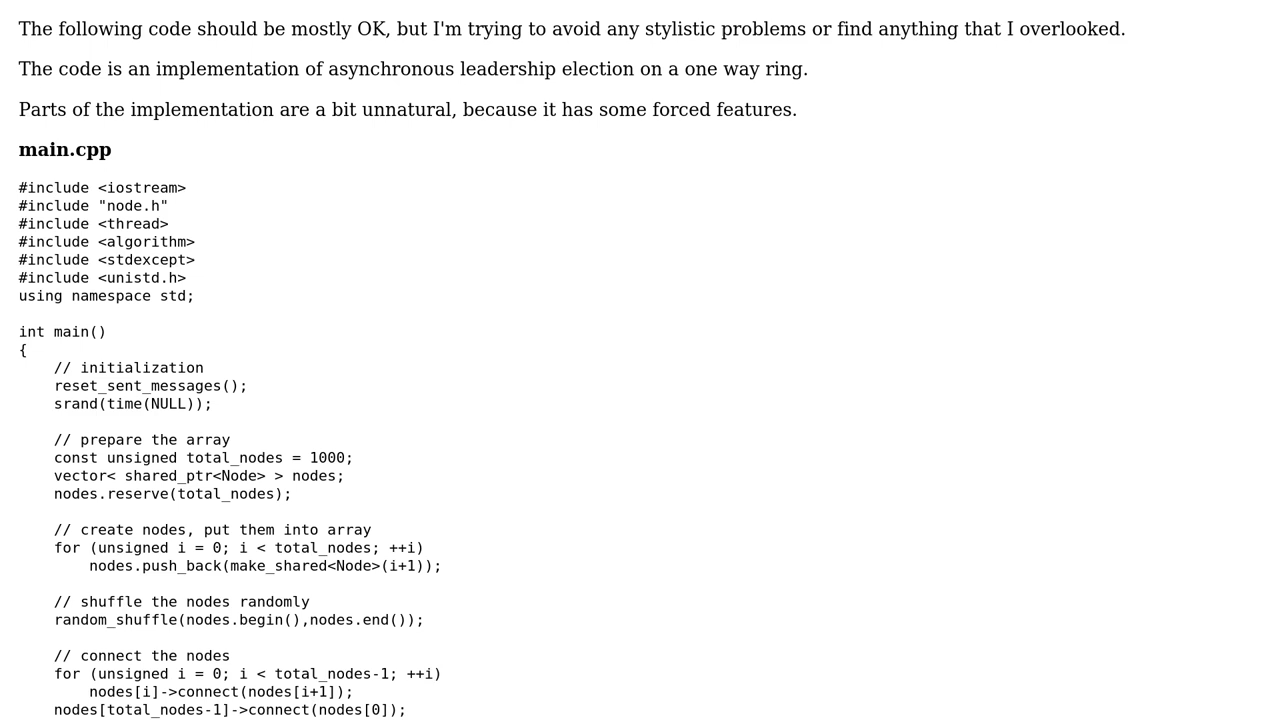 The following code should be mostly OK, but I'm trying to avoid any stylistic problems or find anything that I overlooked.
The code is an implementation of asynchronous leadership election on a one way ring.
Parts of the implementation are a bit unnatural, because it has some forced features.
main.cpp
#include <iostream>
#include "node.h"
#include <thread>
#include <algorithm>
#include <stdexcept>
#include <unistd.h>
using namespace std;

int main()
{
    // initialization
    reset_sent_messages();
    srand(time(NULL));

    // prepare the array
    const unsigned total_nodes = 1000;
    vector< shared_ptr<Node> > nodes;
    nodes.reserve(total_nodes);

    // create nodes, put them into array
    for (unsigned i = 0; i < total_nodes; ++i)
        nodes.push_back(make_shared<Node>(i+1));

    // shuffle the nodes randomly
    random_shuffle(nodes.begin(),nodes.end());

    // connect the nodes
    for (unsigned i = 0; i < total_nodes-1; ++i)
        nodes[i]->connect(nodes[i+1]);
    nodes[total_nodes-1]->connect(nodes[0]);